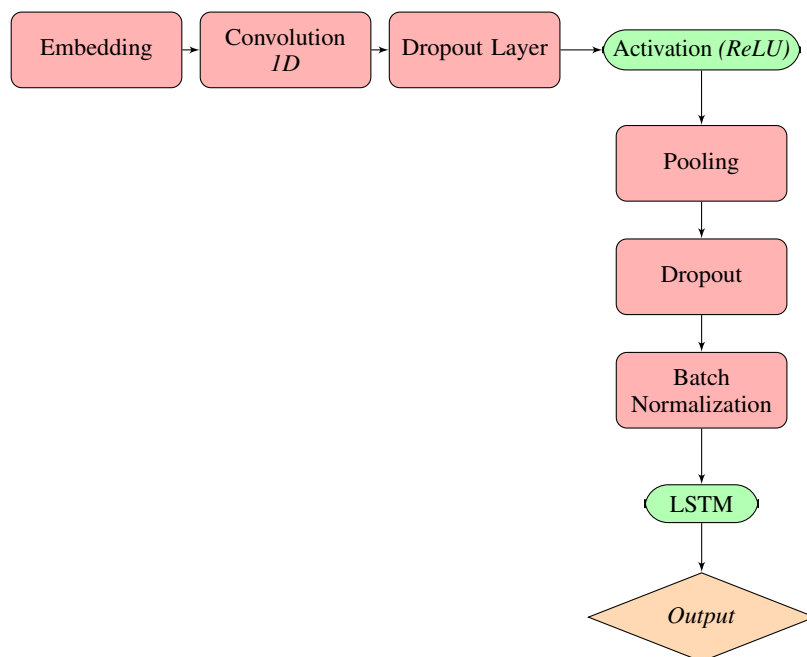 Embedding
Convolution
1D
Dropout Layer
Activation (ReLU)
Pooling
Dropout
Batch
Normalization
LSTM
Output